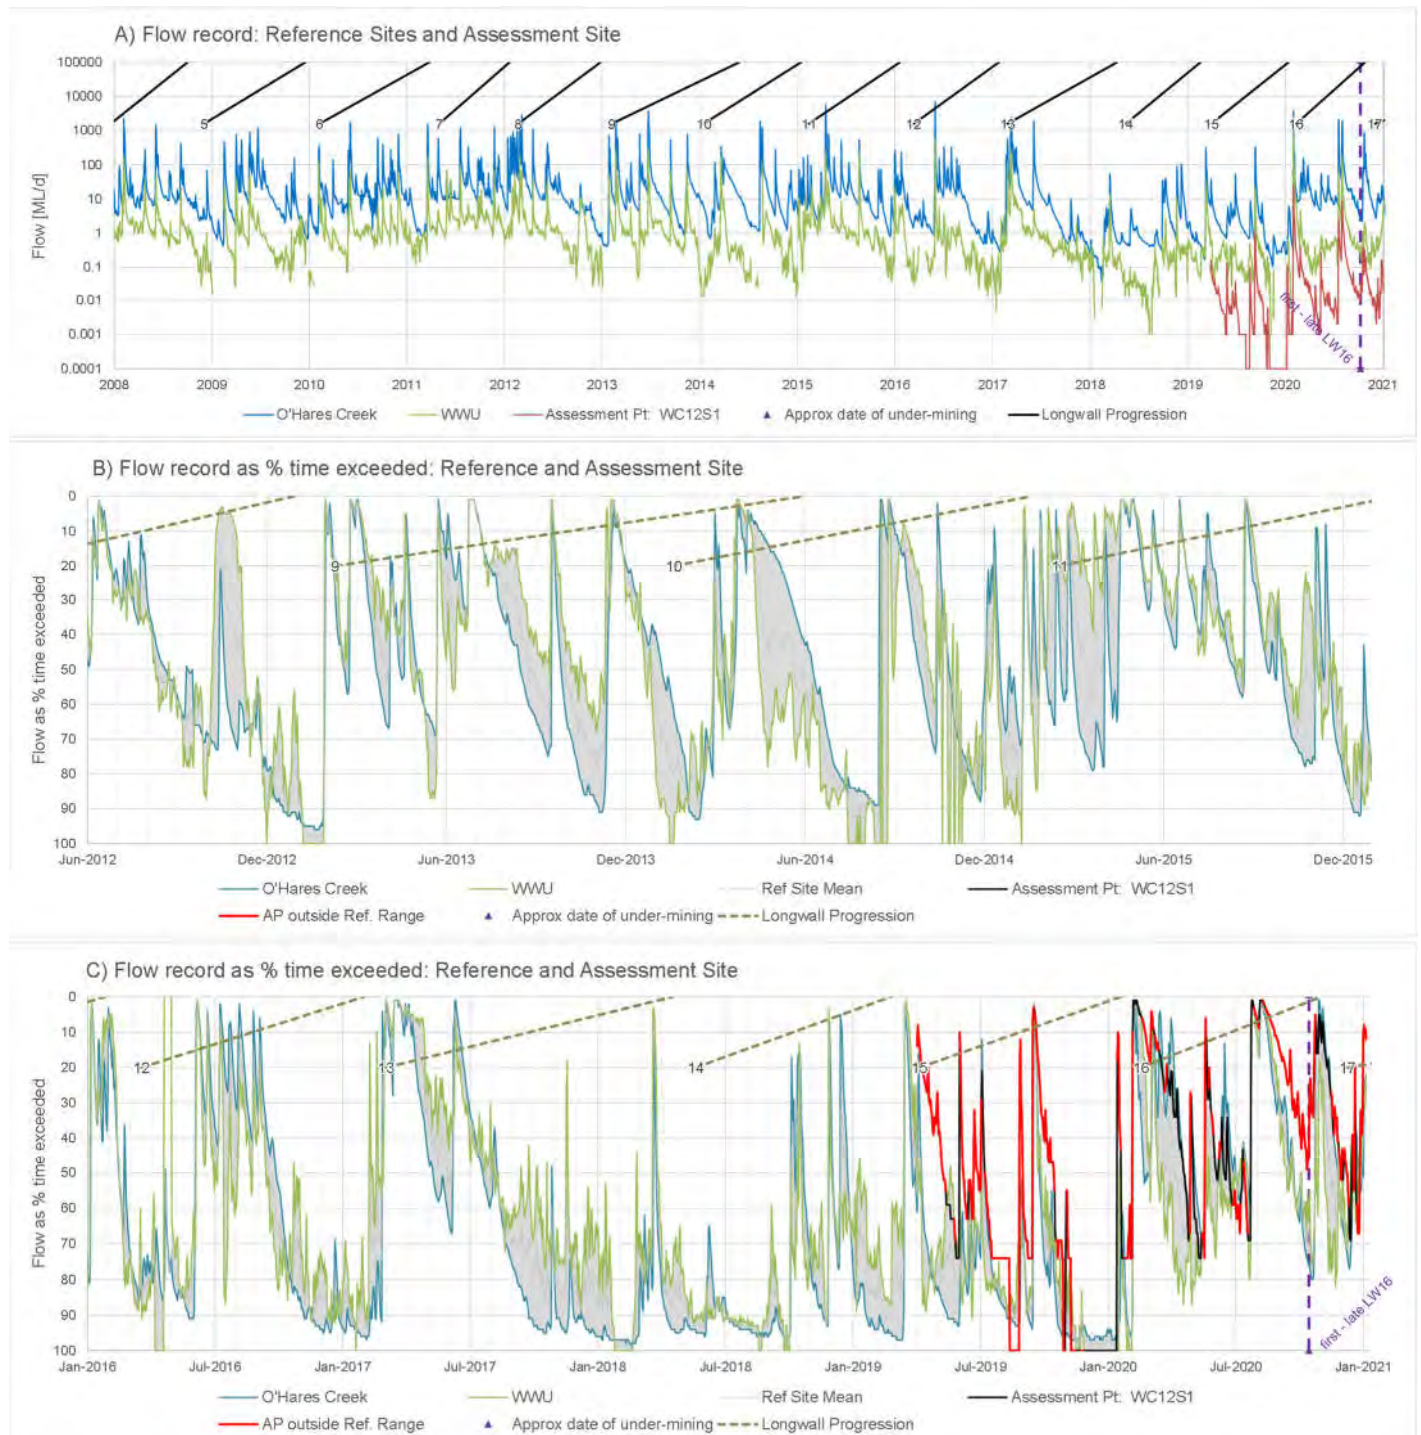 A) Flow record: Reference Sites and Assessment Site
100000
10000
1000
100
10
1
0.1
0.01
0.001
0.0001
Flow [ML/d]
5 6 7 8 9 10 11 12 13 14 15 16 17
first - late LW16
2008 2009 2010 2011 2012 2013 2014 2015 2016 2017 2018 2019 2020 2021
O'Hares Creek WWU Assessment Pt: WC12S1 Approx date of under-mining Longwall Progression
B) Flow record as % time exceeded: Reference and Assessment Site
0
10
20
30
40
50
60
70
80
90
100
Flow as % time exceeded
9 10 11
Jun-2012 Dec-2012 Jun-2013 Dec-2013 Jun-2014 Dec-2014 Jun-2015 Dec-2015
O'Hares Creek WWU Ref Site Mean Assessment Pt: WC12S1
AP outside Ref. Range Approx date of under-mining Longwall Progression
C) Flow record as % time exceeded: Reference and Assessment Site
0
10
20
30
40
50
60
70
80
90
100
Flow as % time exceeded
12 13 14 15 16 17
first - late LW16
Jan-2016 Jul-2016 Jan-2017 Jul-2017 Jan-2018 Jul-2018 Jan-2019 Jul-2019 Jan-2020 Jul-2020 Jan-2021
O'Hares Creek WWU Ref Site Mean Assessment Pt: WC12S1
AP outside Ref. Range Approx date of under-mining Longwall Progression